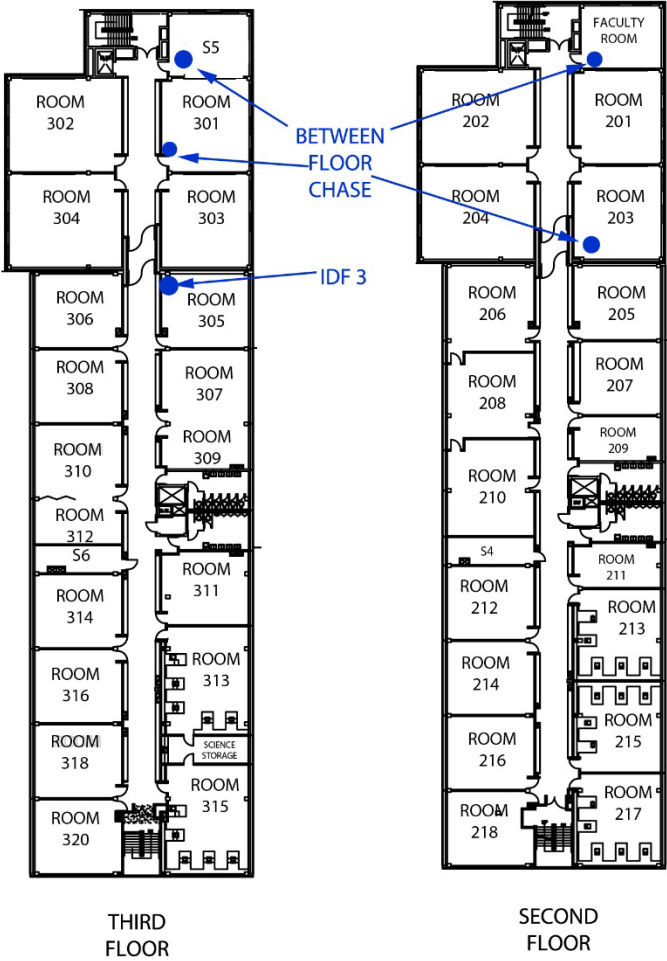 S5
ROOM
302
ROOM
301
ROOM
304
ROOM
303
ROOM
306
ROOM
305
ROOM
308
ROOM
307
ROOM
310
ROOM
309
ROOM
312
S6
ROOM
311
ROOM
314
ROOM
313
ROOM
316
SCIENCE
STORAGE
ROOM
318
ROOM
315
ROOM
320
THIRD
FLOOR
BETWEEN
FLOOR
CHASE
IDF 3
FACULTY
ROOM
ROOM
202
ROOM
201
ROOM
204
ROOM
203
ROOM
206
ROOM
205
ROOM
208
ROOM
207
ROOM
209
ROOM
210
S4
ROOM
211
ROOM
212
ROOM
213
ROOM
214
ROOM
215
ROOM
216
ROOM
218
ROOM
217
SECOND
FLOOR